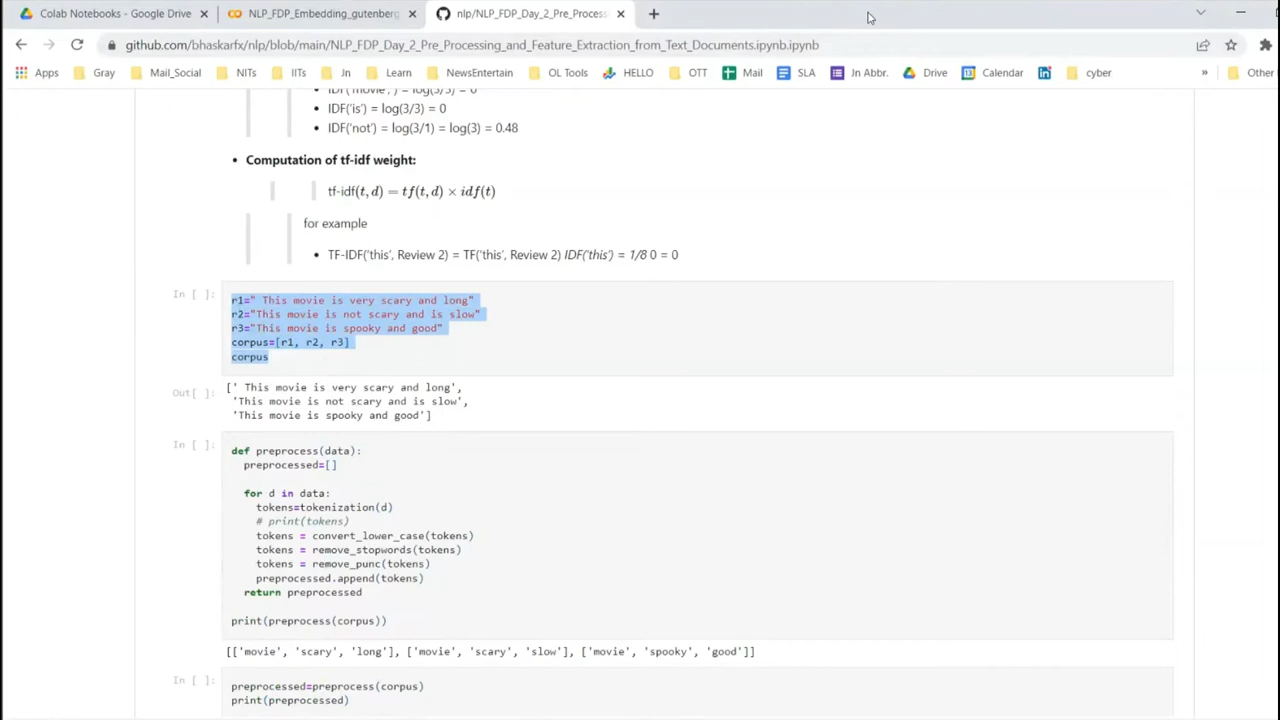 Colab Notebooks - Google Drive
NLP_FDP_Embedding_gutenberg
nlp/NLP_FDP_Day_2_Pre_Process
github.com/bhaskarfx/nlp/blob/main/NLP_FDP_Day_2_Pre_Processing_and_Feature_Extraction_from_Text_Documents.ipynb.ipynb
Apps Gray Mail_Social NITs IITs Jn Learn NewsEntertain OL Tools HELLO OTT Mail SLA Jn Abbr. Drive Calendar cyber » Other
• IDF('movie',) = log(3/3) = 0
• IDF('is') = log(3/3) = 0
• IDF('not') = log(3/1) = log(3) = 0.48
• Computation of tf-idf weight:
tf-idf(t, d) = tf(t, d) × idf(t)
for example
• TF-IDF('this', Review 2) = TF('this', Review 2) IDF('this') = 1/8 0 = 0
In [ ]:
r1=" This movie is very scary and long"
r2="This movie is not scary and is slow"
r3="This movie is spooky and good"
corpus=[r1, r2, r3]
corpus
Out[ ]:
[' This movie is very scary and long',
'This movie is not scary and is slow',
'This movie is spooky and good']
In [ ]:
def preprocess(data):
preprocessed=[]
for d in data:
tokens=tokenization(d)
# print(tokens)
tokens = convert_lower_case(tokens)
tokens = remove_stopwords(tokens)
tokens = remove_punc(tokens)
preprocessed.append(tokens)
return preprocessed
print(preprocess(corpus))
[['movie', 'scary', 'long'], ['movie', 'scary', 'slow'], ['movie', 'spooky', 'good']]
In [ ]:
preprocessed=preprocess(corpus)
print(preprocessed)